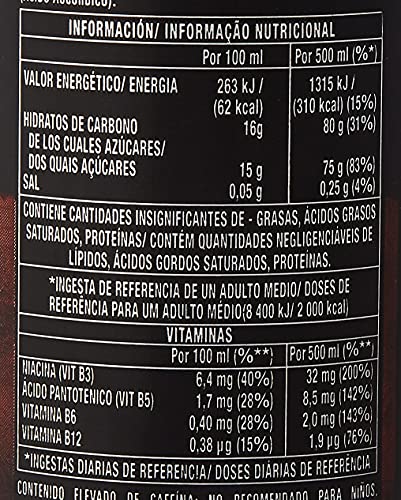 (ÁCIDO ASCÓRBICO).
INFORMACIÓN/ INFORMAÇÃO NUTRICIONAL
Por 100 ml Por 500 ml (%*)
VALOR ENERGÉTICO/ ENERGIA 263 kJ / 1315 kJ /
(62 kcal) (310 kcal) (15%)
HIDRATOS DE CARBONO 16g 80 g (31%)
DE LOS CUALES AZÚCARES/
DOS QUAIS AÇÚCARES 15 g 75 g (83%)
SAL 0,05 g 0,25 g (4%)
CONTIENE CANTIDADES INSIGNIFICANTES DE - GRASAS, ÁCIDOS GRASOS
SATURADOS, PROTEÍNAS/ CONTÉM QUANTIDADES NEGLIGENCIÁVEIS DE
LÍPIDOS, ÁCIDOS GORDOS SATURADOS, PROTEÍNAS.
*INGESTA DE REFERENCIA DE UN ADULTO MEDIO/ DOSES DE
REFERÊNCIA PARA UM ADULTO MÉDIO(8 400 kJ/ 2 000 kcal)
VITAMINAS
Por 100 ml (%**) Por 500 ml (%**)
NIACINA (VIT B3) 6,4 mg (40%) 32 mg (200%)
ÁCIDO PANTOTENICO (VIT B5) 1,7 mg (28%) 8,5 mg (142%)
VITAMINA B6 0,40 mg (28%) 2,0 mg (143%)
VITAMINA B12 0,38 µg (15%) 1,9 µg (76%)
*INGESTAS DIARIAS DE REFERENCIA/ DOSES DIÁRIAS DE REFERÊNCIA
CONTENIDO ELEVADO DE CAFEÍNA: NO RECOMENDADO PARA NIÑOS,